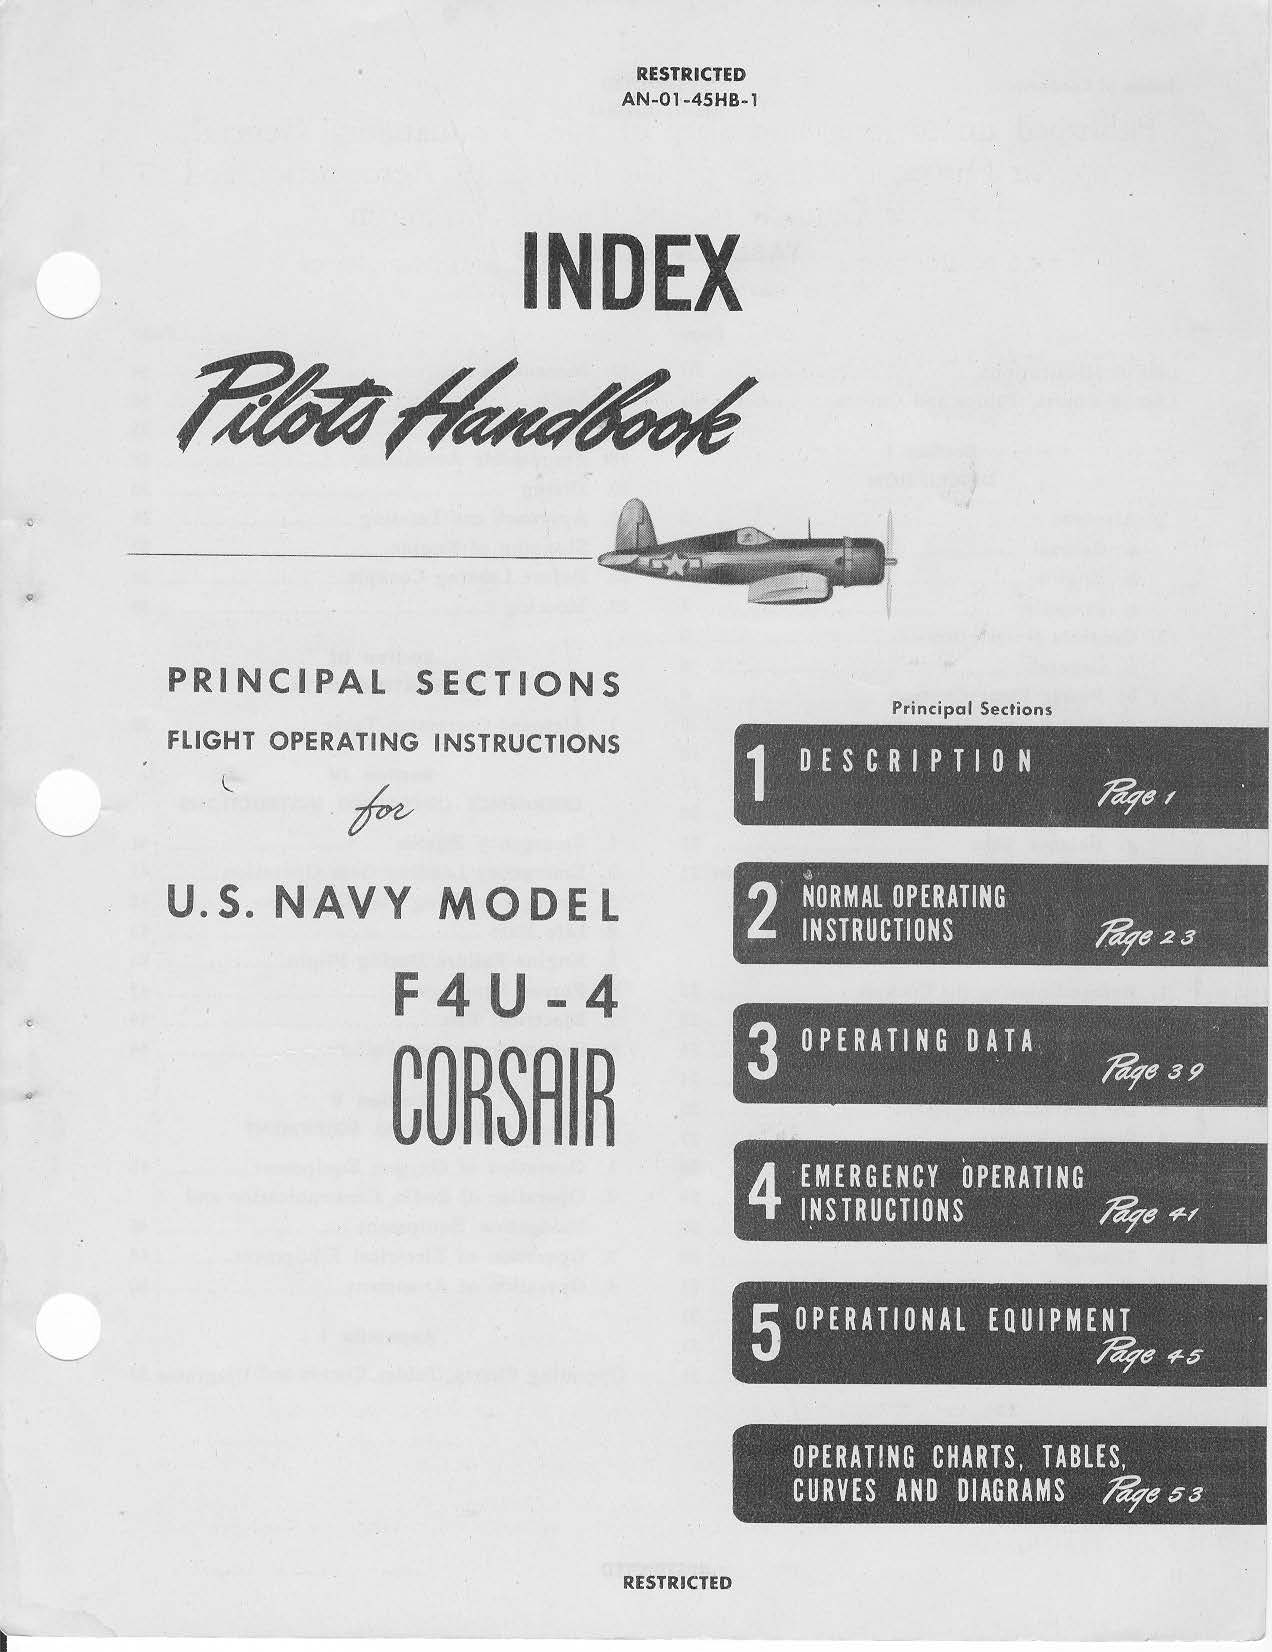 RESTRICTED
AN-01-45HB-1
INDEX
Pilots Handbook
PRINCIPAL SECTIONS
FLIGHT OPERATING INSTRUCTIONS
for
U.S. NAVY MODEL
F4U-4
CORSAIR
Principal Sections
1 DESCRIPTION
Page 1
2 NORMAL OPERATING
INSTRUCTIONS Page 23
3 OPERATING DATA
Page 39
4 EMERGENCY OPERATING
INSTRUCTIONS Page 41
5 OPERATIONAL EQUIPMENT
Page 45
OPERATING CHARTS, TABLES,
CURVES AND DIAGRAMS Page 53
RESTRICTED